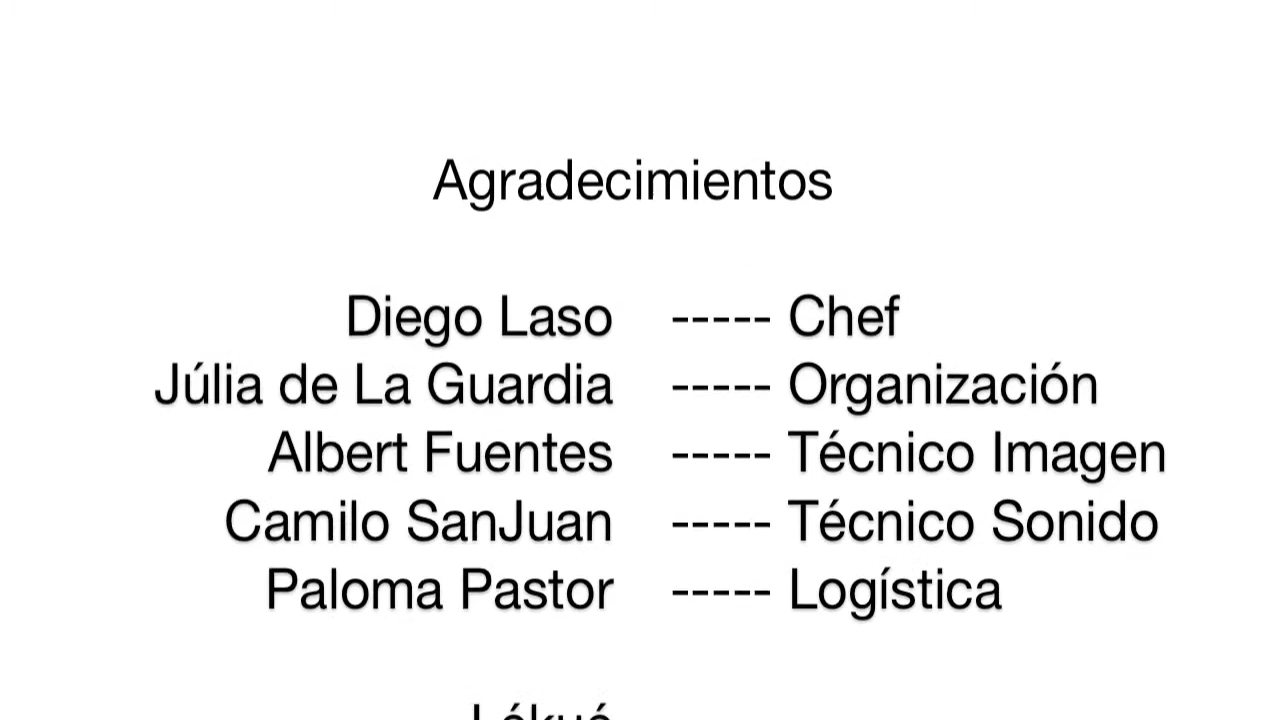 Agradecimientos
Diego Laso ----- Chef
Júlia de La Guardia ----- Organización
Albert Fuentes ----- Técnico Imagen
Camilo SanJuan ----- Técnico Sonido
Paloma Pastor ----- Logística
Lékué